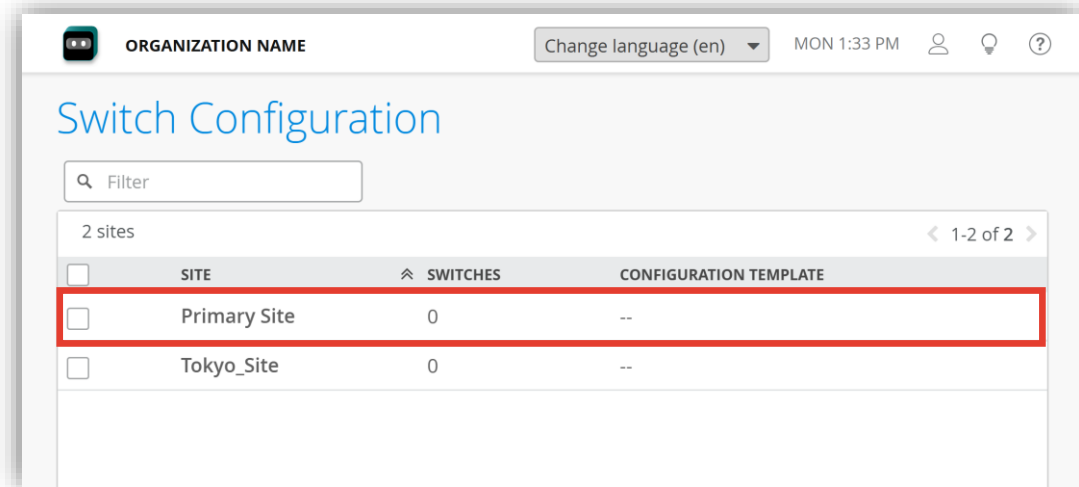 ORGANIZATION NAME Change language (en) MON 1:33 PM ?
Switch Configuration
Filter
2 sites 1-2 of 2
SITE SWITCHES CONFIGURATION TEMPLATE
Primary Site 0 --
Tokyo_Site 0 --